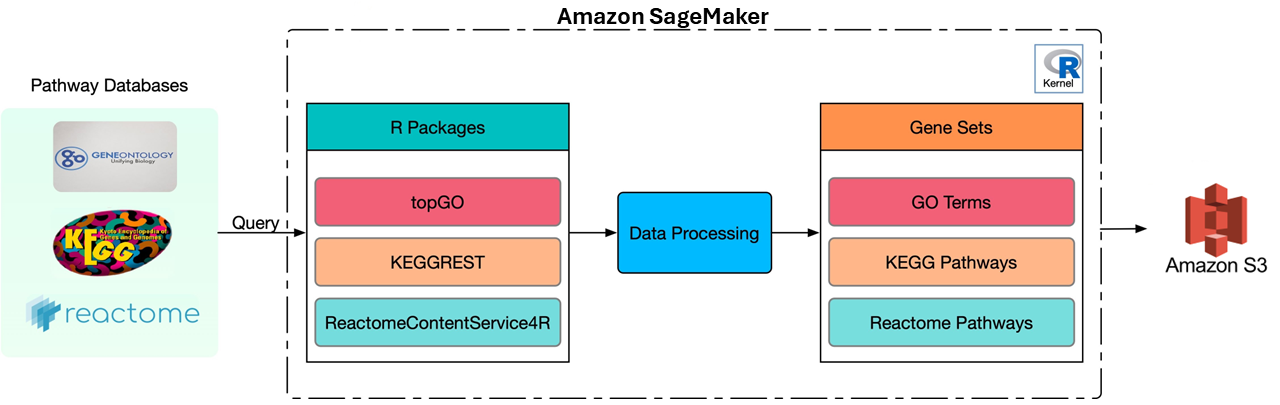 Amazon SageMaker
Pathway Databases
GENEONTOLOGY
Unifying Biology
Kyoto Encyclopedia of
Genes and Genomes
KEGG
reactome
Query
R Packages
topGO
KEGGREST
ReactomeContentService4R
Data Processing
R
Kernel
Gene Sets
GO Terms
KEGG Pathways
Reactome Pathways
Amazon S3